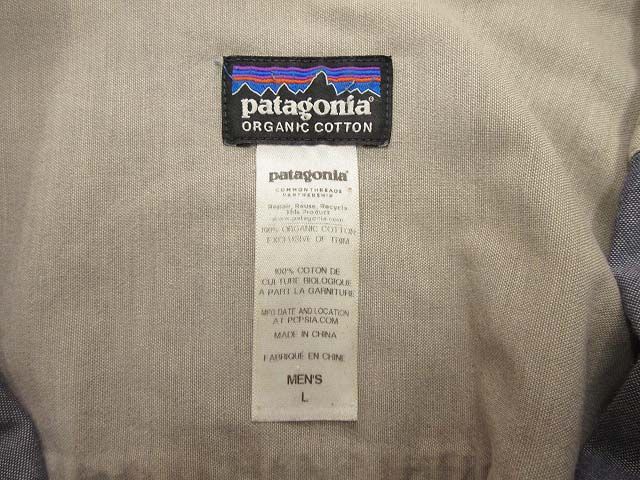 patagonia®
ORGANIC COTTON
patagonia®
COMMON THREADS
PARTNERSHIP
Repair, Reuse, Recycle
This Product
www.patagonia.com
100% ORGANIC COTTON
EXCLUSIVE OF TRIM
100% COTON DE
CULTURE BIOLOGIQUE
A PART LA GARNITURE
MFG DATE AND LOCATION
AT PCPSIA.COM
MADE IN CHINA
FABRIQUÉ EN CHINE
MEN'S
L